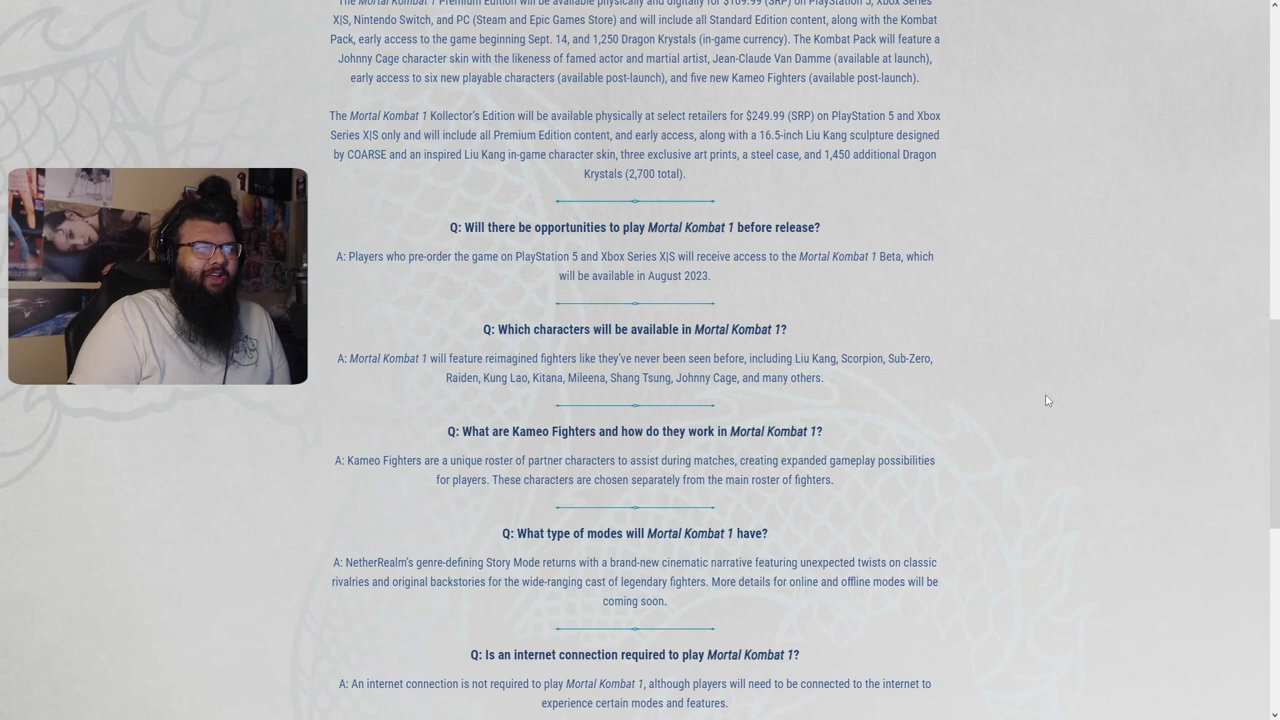 The Mortal Kombat 1 Premium Edition will be available physically and digitally for $109.99 (SRP) on PlayStation 5, Xbox Series
X|S, Nintendo Switch, and PC (Steam and Epic Games Store) and will include all Standard Edition content, along with the Kombat
Pack, early access to the game beginning Sept. 14, and 1,250 Dragon Krystals (in-game currency). The Kombat Pack will feature a
Johnny Cage character skin with the likeness of famed actor and martial artist, Jean-Claude Van Damme (available at launch),
early access to six new playable characters (available post-launch), and five new Kameo Fighters (available post-launch).
The Mortal Kombat 1 Kollector's Edition will be available physically at select retailers for $249.99 (SRP) on PlayStation 5 and Xbox
Series X|S only and will include all Premium Edition content, and early access, along with a 16.5-inch Liu Kang sculpture designed
by COARSE and an inspired Liu Kang in-game character skin, three exclusive art prints, a steel case, and 1,450 additional Dragon
Krystals (2,700 total).
Q: Will there be opportunities to play Mortal Kombat 1 before release?
A: Players who pre-order the game on PlayStation 5 and Xbox Series X|S will receive access to the Mortal Kombat 1 Beta, which
will be available in August 2023.
Q: Which characters will be available in Mortal Kombat 1?
A: Mortal Kombat 1 will feature reimagined fighters like they've never been seen before, including Liu Kang, Scorpion, Sub-Zero,
Raiden, Kung Lao, Kitana, Mileena, Shang Tsung, Johnny Cage, and many others.
Q: What are Kameo Fighters and how do they work in Mortal Kombat 1?
A: Kameo Fighters are a unique roster of partner characters to assist during matches, creating expanded gameplay possibilities
for players. These characters are chosen separately from the main roster of fighters.
Q: What type of modes will Mortal Kombat 1 have?
A: NetherRealm's genre-defining Story Mode returns with a brand-new cinematic narrative featuring unexpected twists on classic
rivalries and original backstories for the wide-ranging cast of legendary fighters. More details for online and offline modes will be
coming soon.
Q: Is an internet connection required to play Mortal Kombat 1?
A: An internet connection is not required to play Mortal Kombat 1, although players will need to be connected to the internet to
experience certain modes and features.